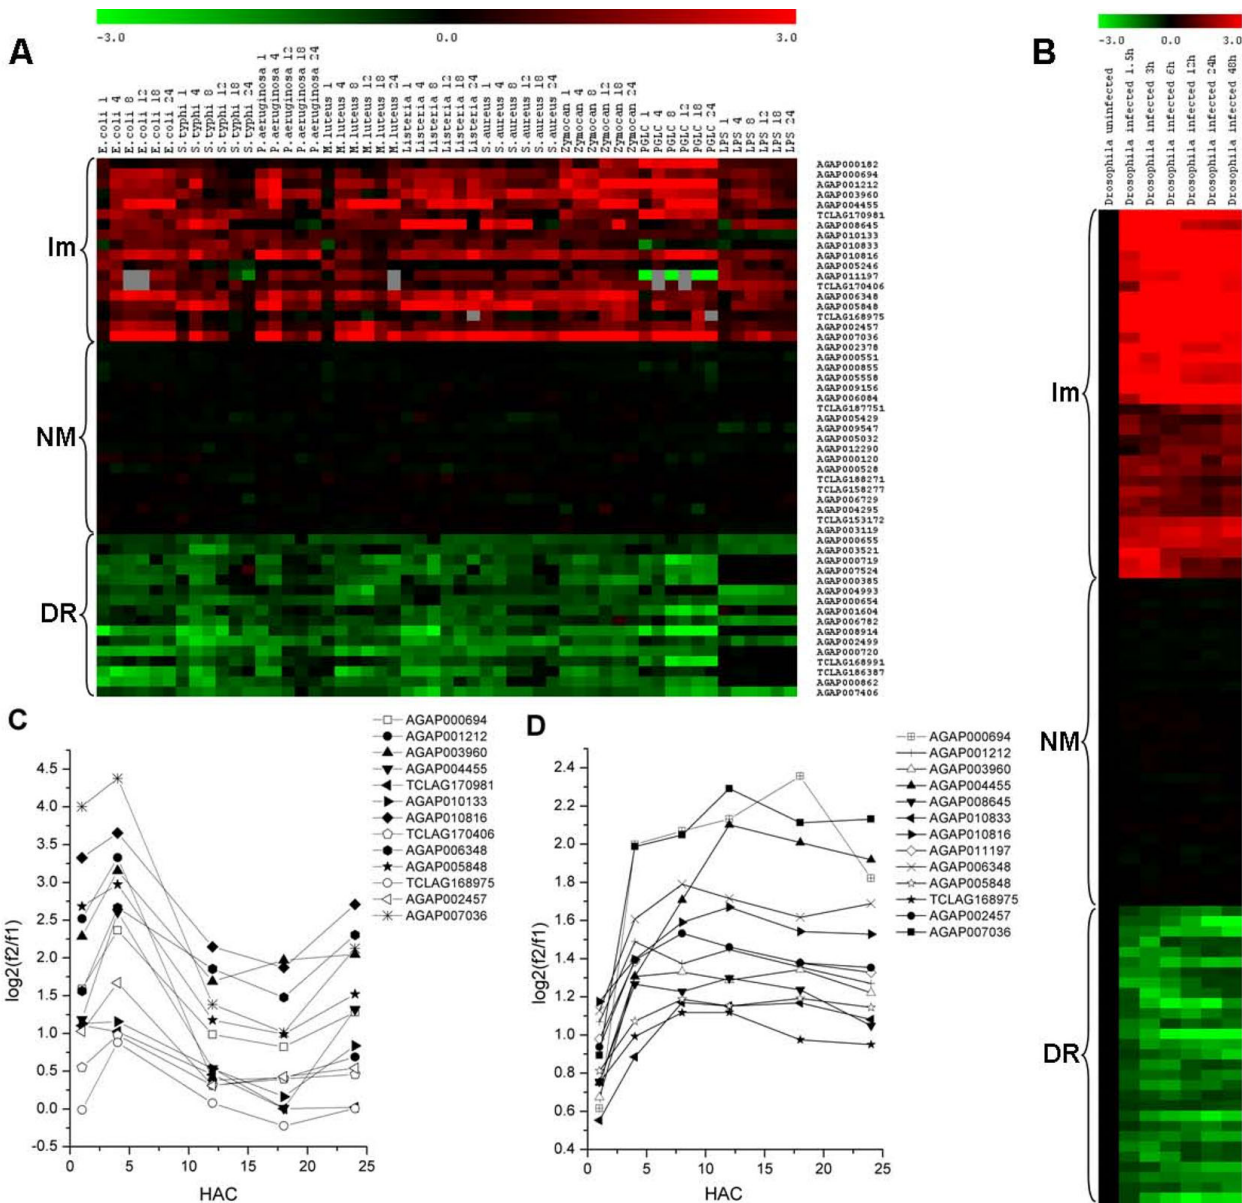 A
-3.0 0.0 3.0
E.coli 1
E.coli 4
E.coli 8
E.coli 12
E.coli 18
E.coli 24
S.typhi 1
S.typhi 4
S.typhi 8
S.typhi 12
S.typhi 18
S.typhi 24
P.aeruginosa 1
P.aeruginosa 4
P.aeruginosa 12
P.aeruginosa 18
P.aeruginosa 24
M.luteus 1
M.luteus 4
M.luteus 8
M.luteus 12
M.luteus 18
M.luteus 24
Listeria 1
Listeria 4
Listeria 8
Listeria 12
Listeria 18
Listeria 24
S.aureus 1
S.aureus 4
S.aureus 8
S.aureus 12
S.aureus 18
S.aureus 24
Zymocan 1
Zymocan 4
Zymocan 8
Zymocan 12
Zymocan 18
Zymocan 24
PGLC 1
PGLC 4
PGLC 8
PGLC 12
PGLC 18
PGLC 24
LPS 1
LPS 4
LPS 8
LPS 12
LPS 18
LPS 24
Im
NM
DR
AGAP000182
AGAP000694
AGAP001212
AGAP003960
AGAP004455
TCLAG170981
AGAP008645
AGAP010133
AGAP010833
AGAP010816
AGAP005246
AGAP011197
TCLAG170406
AGAP006348
AGAP005848
TCLAG168975
AGAP002457
AGAP007036
AGAP002378
AGAP000551
AGAP000855
AGAP005558
AGAP009156
AGAP006084
TCLAG187751
AGAP005429
AGAP009547
AGAP005032
AGAP012290
AGAP000120
AGAP000528
TCLAG188271
TCLAG158277
AGAP006729
AGAP004295
TCLAG153172
AGAP003119
AGAP000655
AGAP003521
AGAP000719
AGAP007524
AGAP000385
AGAP004993
AGAP000654
AGAP001604
AGAP006782
AGAP008914
AGAP002499
AGAP000720
TCLAG168991
TCLAG186387
AGAP000862
AGAP007406
B
-3.0 0.0 3.0
Drosophila uninfected
Drosophila infected 1.5h
Drosophila infected 3h
Drosophila infected 6h
Drosophila infected 12h
Drosophila infected 24h
Drosophila infected 48h
Im
NM
DR
C
log2(f2/f1)
4.5
4.0
3.5
3.0
2.5
2.0
1.5
1.0
0.5
0.0
-0.5
0 5 10 15 20 25
HAC
AGAP000694
AGAP001212
AGAP003960
AGAP004455
TCLAG170981
AGAP010133
AGAP010816
TCLAG170406
AGAP006348
AGAP005848
TCLAG168975
AGAP002457
AGAP007036
D
log2(f2/f1)
2.4
2.2
2.0
1.8
1.6
1.4
1.2
1.0
0.8
0.6
0.4
0 5 10 15 20 25
HAC
AGAP000694
AGAP001212
AGAP003960
AGAP004455
AGAP008645
AGAP010833
AGAP010816
AGAP011197
AGAP006348
AGAP005848
TCLAG168975
AGAP002457
AGAP007036